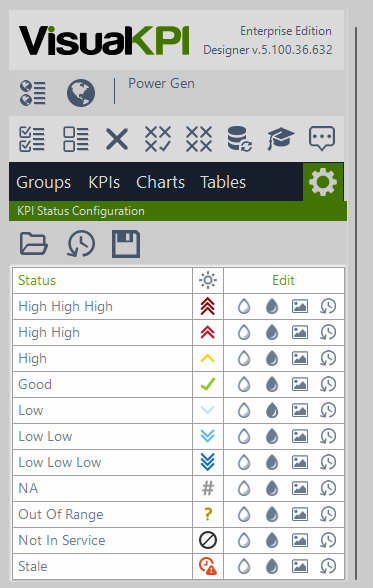 VisualKPI
Enterprise Edition
Designer v.5.100.36.632
Power Gen
Groups KPIs Charts Tables
KPI Status Configuration
Status Edit
High High High
High High
High
Good
Low
Low Low
Low Low Low
NA #
Out Of Range ?
Not In Service
Stale